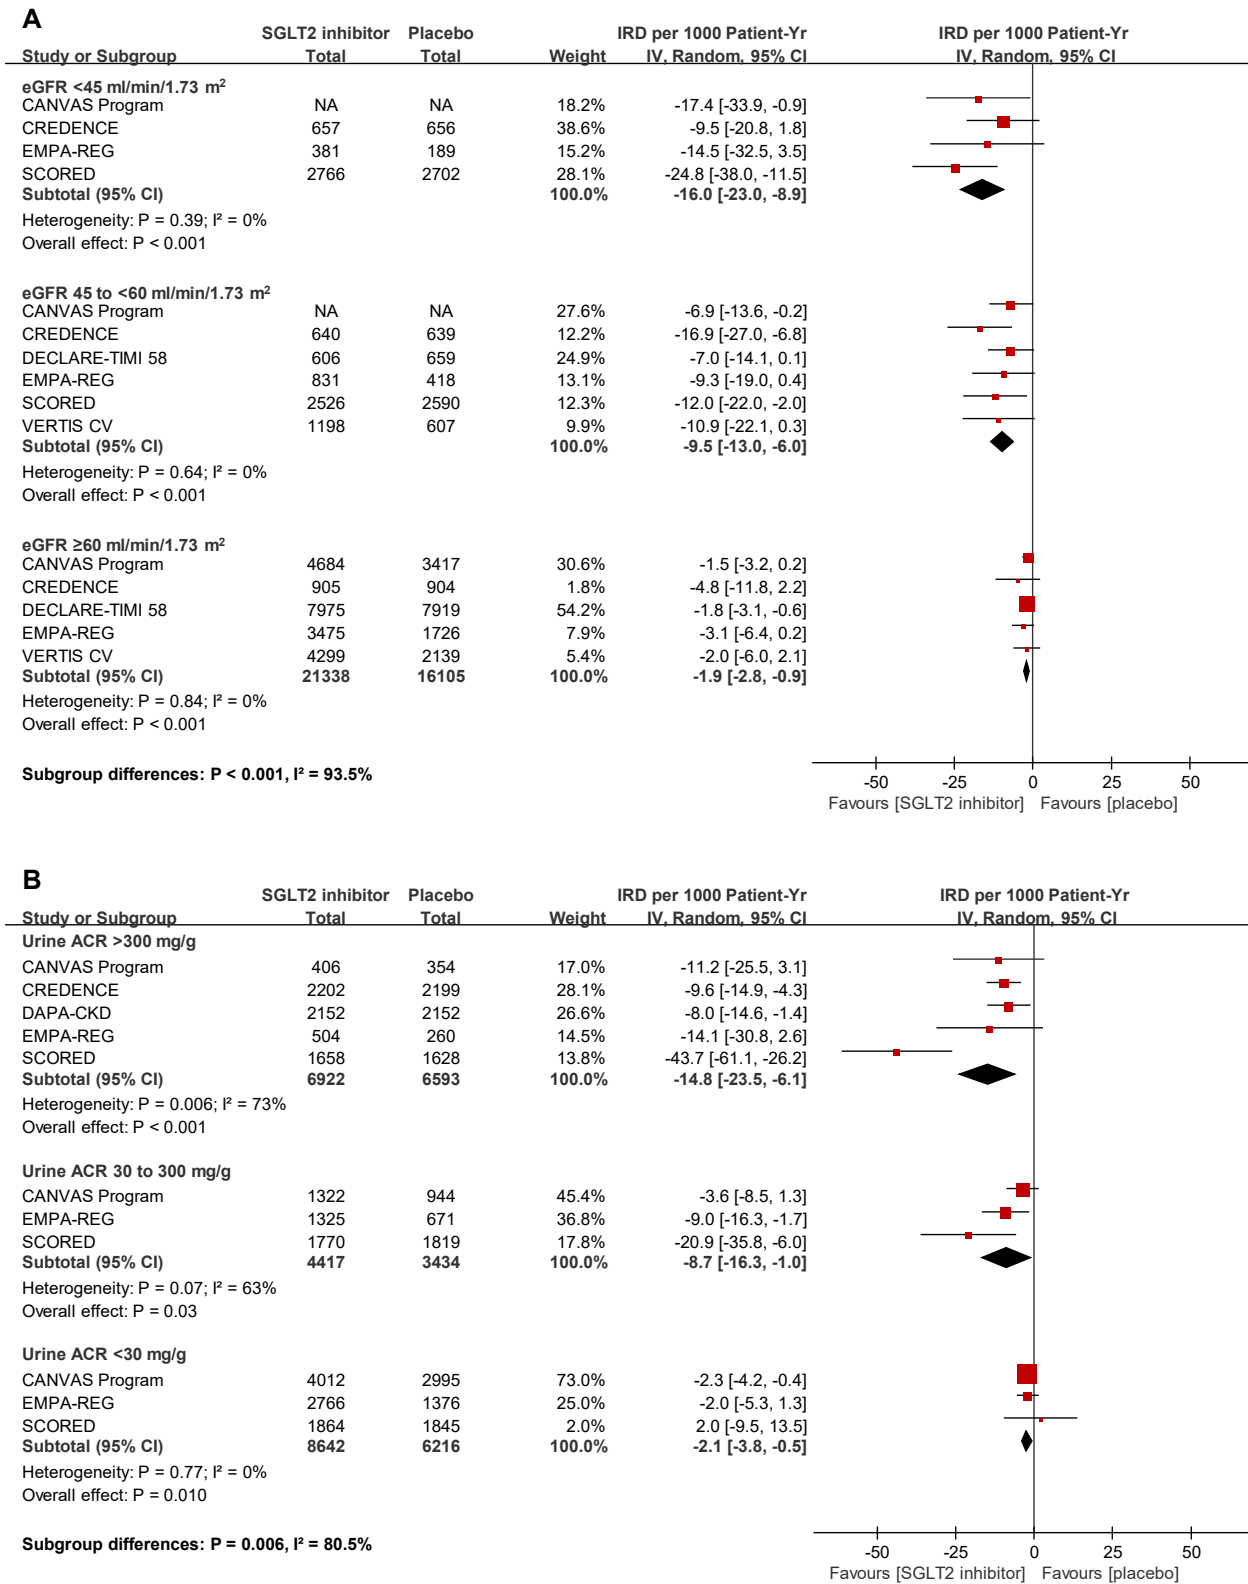 A
SGLT2 inhibitor Placebo IRD per 1000 Patient-Yr IRD per 1000 Patient-Yr
Study or Subgroup Total Total Weight IV, Random, 95% CI IV, Random, 95% CI
eGFR <45 ml/min/1.73 m²
CANVAS Program NA NA 18.2% -17.4 [-33.9, -0.9]
CREDENCE 657 656 38.6% -9.5 [-20.8, 1.8]
EMPA-REG 381 189 15.2% -14.5 [-32.5, 3.5]
SCORED 2766 2702 28.1% -24.8 [-38.0, -11.5]
Subtotal (95% CI) 100.0% -16.0 [-23.0, -8.9]
Heterogeneity: P = 0.39; I² = 0%
Overall effect: P < 0.001
eGFR 45 to <60 ml/min/1.73 m²
CANVAS Program NA NA 27.6% -6.9 [-13.6, -0.2]
CREDENCE 640 639 12.2% -16.9 [-27.0, -6.8]
DECLARE-TIMI 58 606 659 24.9% -7.0 [-14.1, 0.1]
EMPA-REG 831 418 13.1% -9.3 [-19.0, 0.4]
SCORED 2526 2590 12.3% -12.0 [-22.0, -2.0]
VERTIS CV 1198 607 9.9% -10.9 [-22.1, 0.3]
Subtotal (95% CI) 100.0% -9.5 [-13.0, -6.0]
Heterogeneity: P = 0.64; I² = 0%
Overall effect: P < 0.001
eGFR ≥60 ml/min/1.73 m²
CANVAS Program 4684 3417 30.6% -1.5 [-3.2, 0.2]
CREDENCE 905 904 1.8% -4.8 [-11.8, 2.2]
DECLARE-TIMI 58 7975 7919 54.2% -1.8 [-3.1, -0.6]
EMPA-REG 3475 1726 7.9% -3.1 [-6.4, 0.2]
VERTIS CV 4299 2139 5.4% -2.0 [-6.0, 2.1]
Subtotal (95% CI) 21338 16105 100.0% -1.9 [-2.8, -0.9]
Heterogeneity: P = 0.84; I² = 0%
Overall effect: P < 0.001
Subgroup differences: P < 0.001, I² = 93.5%
-50 -25 0 25 50
Favours [SGLT2 inhibitor] Favours [placebo]
B
SGLT2 inhibitor Placebo IRD per 1000 Patient-Yr IRD per 1000 Patient-Yr
Study or Subgroup Total Total Weight IV, Random, 95% CI IV, Random, 95% CI
Urine ACR >300 mg/g
CANVAS Program 406 354 17.0% -11.2 [-25.5, 3.1]
CREDENCE 2202 2199 28.1% -9.6 [-14.9, -4.3]
DAPA-CKD 2152 2152 26.6% -8.0 [-14.6, -1.4]
EMPA-REG 504 260 14.5% -14.1 [-30.8, 2.6]
SCORED 1658 1628 13.8% -43.7 [-61.1, -26.2]
Subtotal (95% CI) 6922 6593 100.0% -14.8 [-23.5, -6.1]
Heterogeneity: P = 0.006; I² = 73%
Overall effect: P < 0.001
Urine ACR 30 to 300 mg/g
CANVAS Program 1322 944 45.4% -3.6 [-8.5, 1.3]
EMPA-REG 1325 671 36.8% -9.0 [-16.3, -1.7]
SCORED 1770 1819 17.8% -20.9 [-35.8, -6.0]
Subtotal (95% CI) 4417 3434 100.0% -8.7 [-16.3, -1.0]
Heterogeneity: P = 0.07; I² = 63%
Overall effect: P = 0.03
Urine ACR <30 mg/g
CANVAS Program 4012 2995 73.0% -2.3 [-4.2, -0.4]
EMPA-REG 2766 1376 25.0% -2.0 [-5.3, 1.3]
SCORED 1864 1845 2.0% 2.0 [-9.5, 13.5]
Subtotal (95% CI) 8642 6216 100.0% -2.1 [-3.8, -0.5]
Heterogeneity: P = 0.77; I² = 0%
Overall effect: P = 0.010
Subgroup differences: P = 0.006, I² = 80.5%
-50 -25 0 25 50
Favours [SGLT2 inhibitor] Favours [placebo]